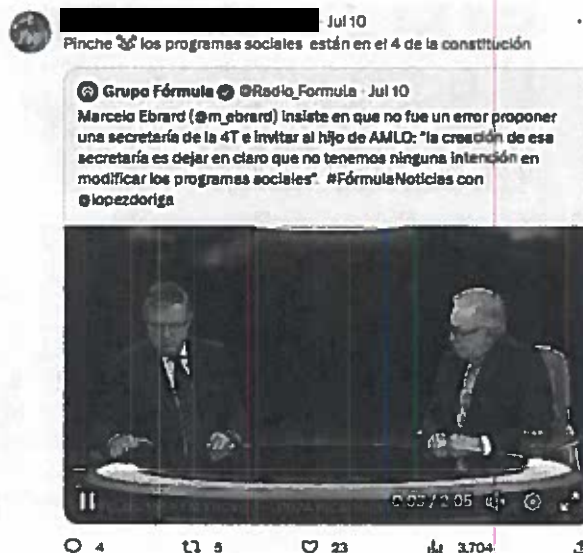 · Jul 10
Pinche 🐭 los programas sociales están en el 4 de la constitución
Grupo Fórmula @Radio_Formula · Jul 10
Marcelo Ebrard (@m_ebrard) insiste en que no fue un error proponer
una secretaría de la 4T e invitar al hijo de AMLO: "la creación de esa
secretaría es dejar en claro que no tenemos ninguna intención en
modificar los programas sociales". #FórmulaNoticias con
@lopezdoriga
/ 2:05
4 5 23 3,704